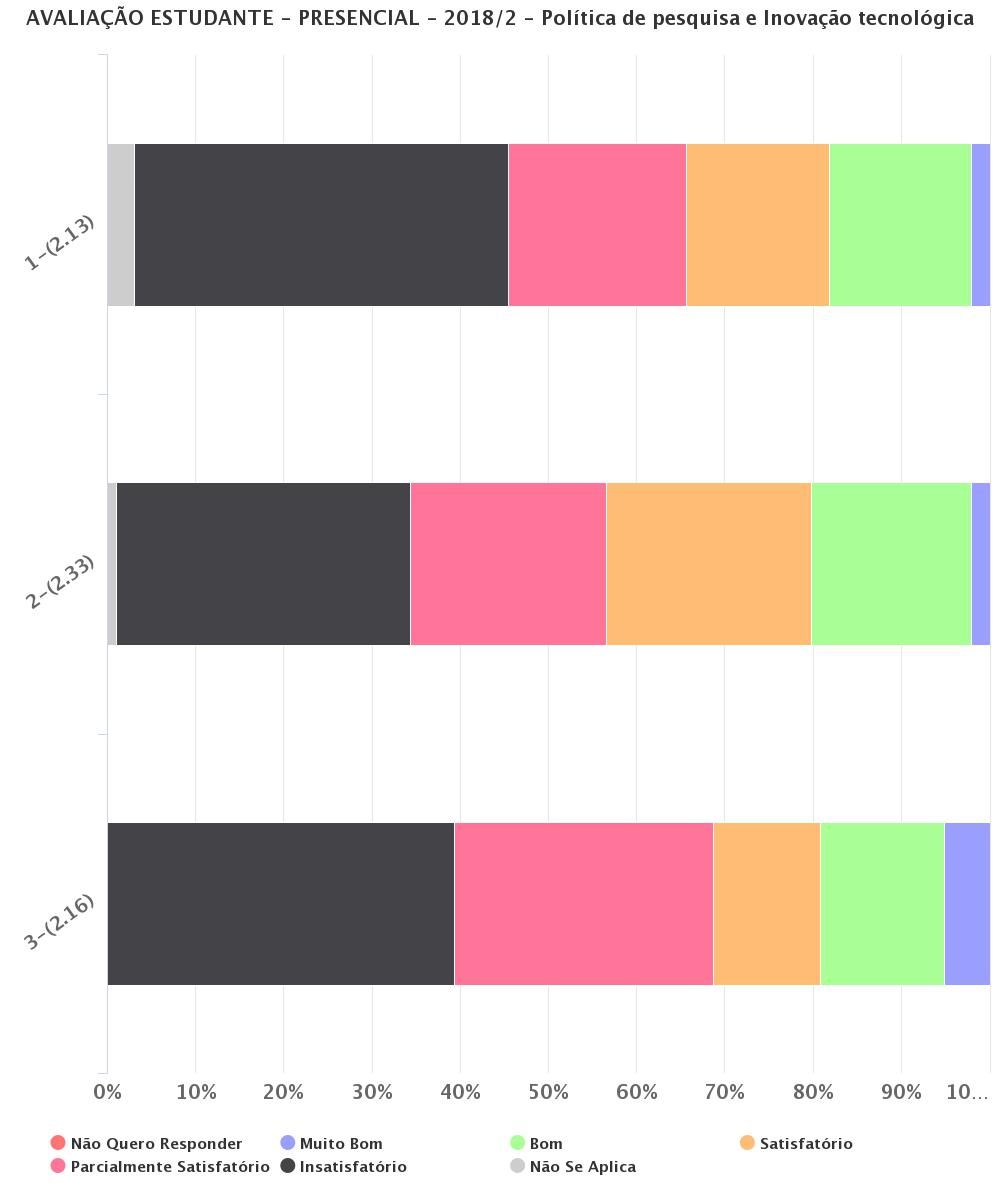 AVALIAÇÃO ESTUDANTE – PRESENCIAL – 2018/2 – Política de pesquisa e Inovação tecnológica
1–(2.13)
2–(2.33)
3–(2.16)
0% 10% 20% 30% 40% 50% 60% 70% 80% 90% 10...
Não Quero Responder Muito Bom Bom Satisfatório
Parcialmente Satisfatório Insatisfatório Não Se Aplica